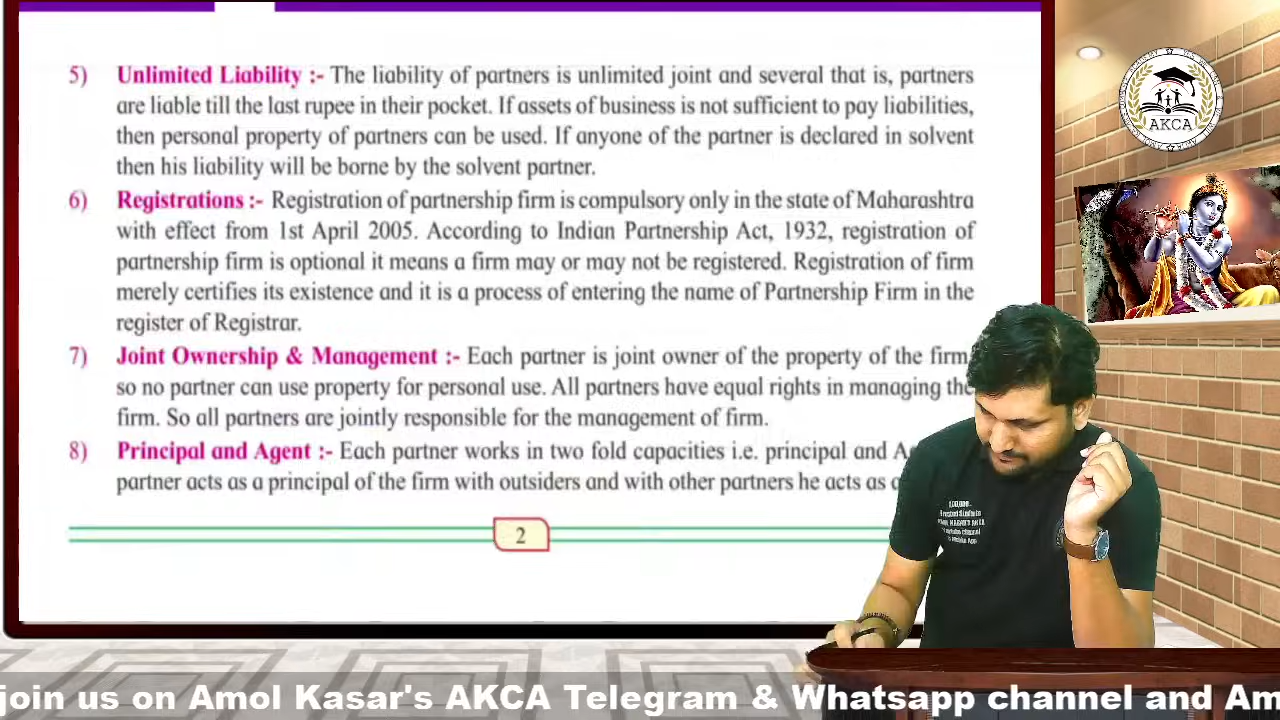 5) Unlimited Liability :- The liability of partners is unlimited joint and several that is, partners
are liable till the last rupee in their pocket. If assets of business is not sufficient to pay liabilities,
then personal property of partners can be used. If anyone of the partner is declared in solvent
then his liability will be borne by the solvent partner.
6) Registrations :- Registration of partnership firm is compulsory only in the state of Maharashtra
with effect from 1st April 2005. According to Indian Partnership Act, 1932, registration of
partnership firm is optional it means a firm may or may not be registered. Registration of firm
merely certifies its existence and it is a process of entering the name of Partnership Firm in the
register of Registrar.
7) Joint Ownership & Management :- Each partner is joint owner of the property of the firm
so no partner can use property for personal use. All partners have equal rights in managing the
firm. So all partners are jointly responsible for the management of firm.
8) Principal and Agent :- Each partner works in two fold capacities i.e. principal and
partner acts as a principal of the firm with outsiders and with other partners he acts as
2
AKCA
join us on Amol Kasar's AKCA Telegram & Whatsapp channel and Am